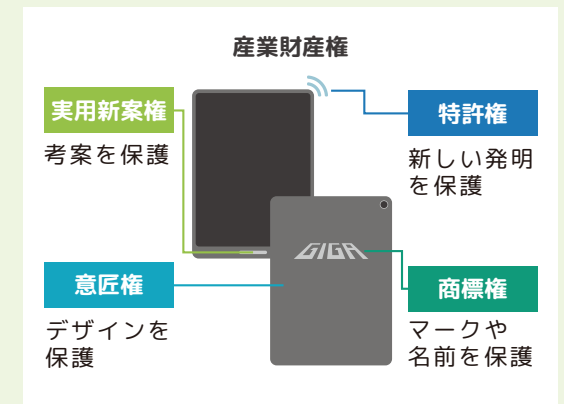 産業財産権
実用新案権
考案を保護
特許権
新しい発明
を保護
GIGA
意匠権
デザインを
保護
商標権
マークや
名前を保護